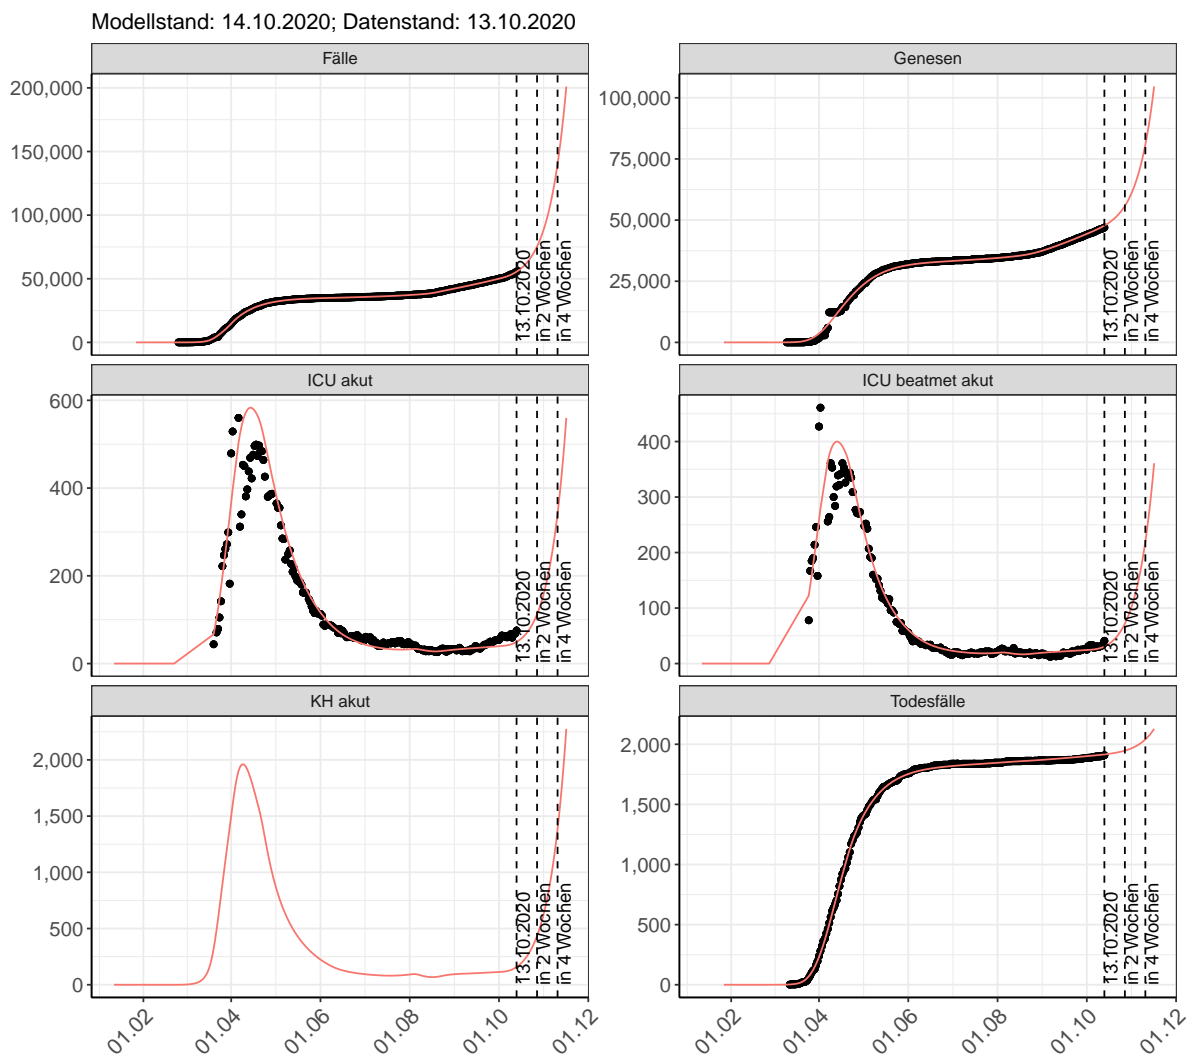 Modellstand: 14.10.2020; Datenstand: 13.10.2020
Fälle
200,000
150,000
100,000
50,000
0
13.10.2020
in 2 Wochen
in 4 Wochen
Genesen
100,000
75,000
50,000
25,000
0
13.10.2020
in 2 Wochen
in 4 Wochen
ICU akut
600
400
200
0
13.10.2020
in 2 Wochen
in 4 Wochen
ICU beatmet akut
400
300
200
100
0
13.10.2020
in 2 Wochen
in 4 Wochen
KH akut
2,000
1,500
1,000
500
0
13.10.2020
in 2 Wochen
in 4 Wochen
01.02
01.04
01.06
01.08
01.10
01.12
Todesfälle
2,000
1,500
1,000
500
0
13.10.2020
in 2 Wochen
in 4 Wochen
01.02
01.04
01.06
01.08
01.10
01.12